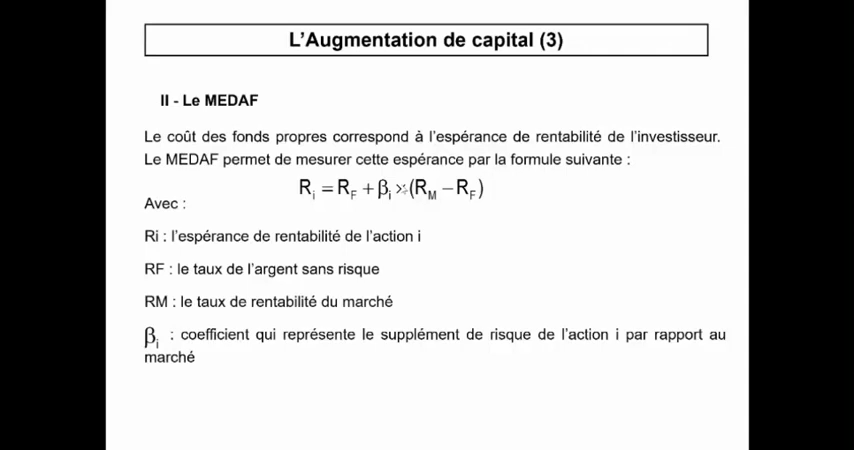 L'Augmentation de capital (3)
II - Le MEDAF
Le coût des fonds propres correspond à l'espérance de rentabilité de l'investisseur.
Le MEDAF permet de mesurer cette espérance par la formule suivante :
Rᵢ = R_F + βᵢ × (R_M − R_F)
Avec :
Ri : l'espérance de rentabilité de l'action i
RF : le taux de l'argent sans risque
RM : le taux de rentabilité du marché
βᵢ : coefficient qui représente le supplément de risque de l'action i par rapport au
marché